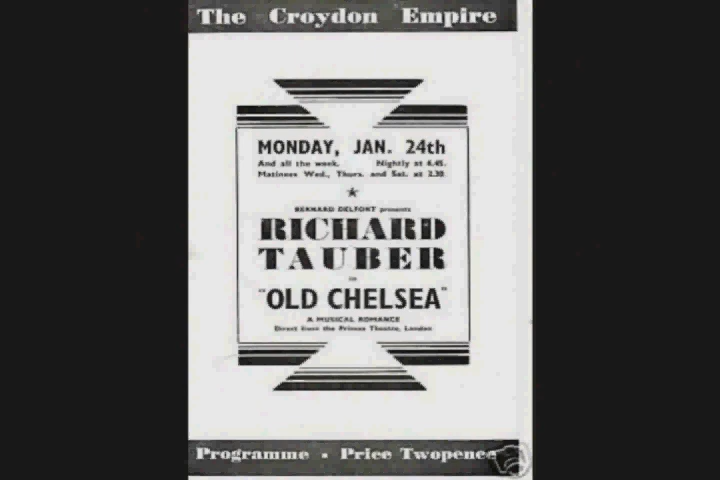 The Croydon Empire
MONDAY, JAN. 24th
And all the week. Nightly at 6.45.
Matinees Wed., Thurs. and Sat. at 2.30.
BERNARD DELFONT presents
RICHARD
TAUBER
in
"OLD CHELSEA"
A MUSICAL ROMANCE
Direct from the Princes Theatre, London
Programme • Price Twopence